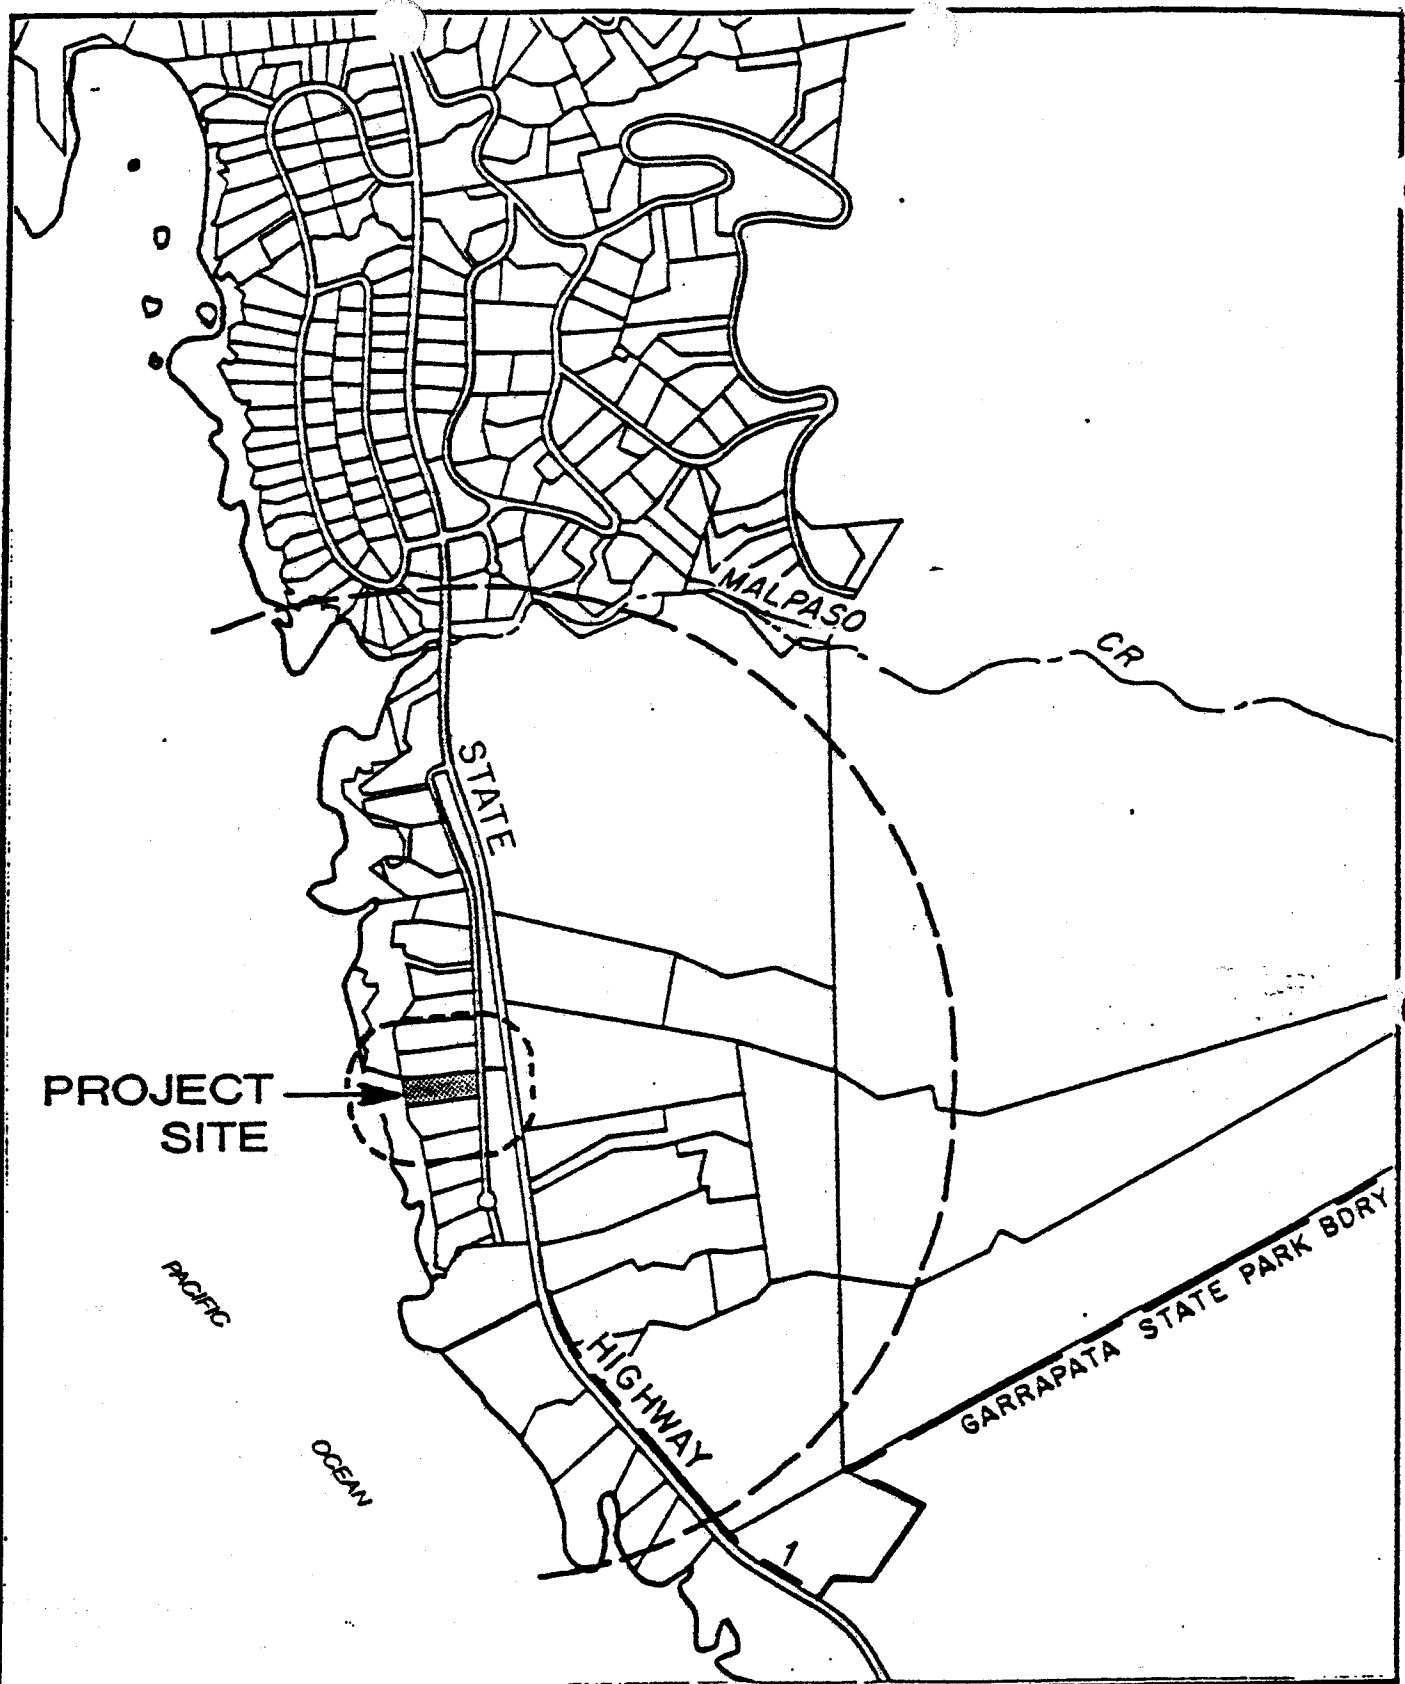 MALPASO
CR
STATE
PROJECT
SITE
PACIFIC
GARRAPATA STATE PARK BDRY
HIGHWAY
OCEAN
1